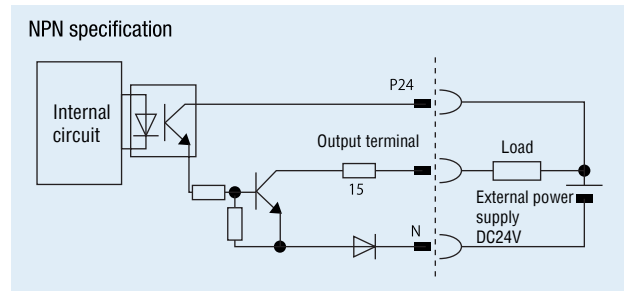 NPN specification
P24
Internal
circuit
Output terminal
Load
15
External power
supply
DC24V
N